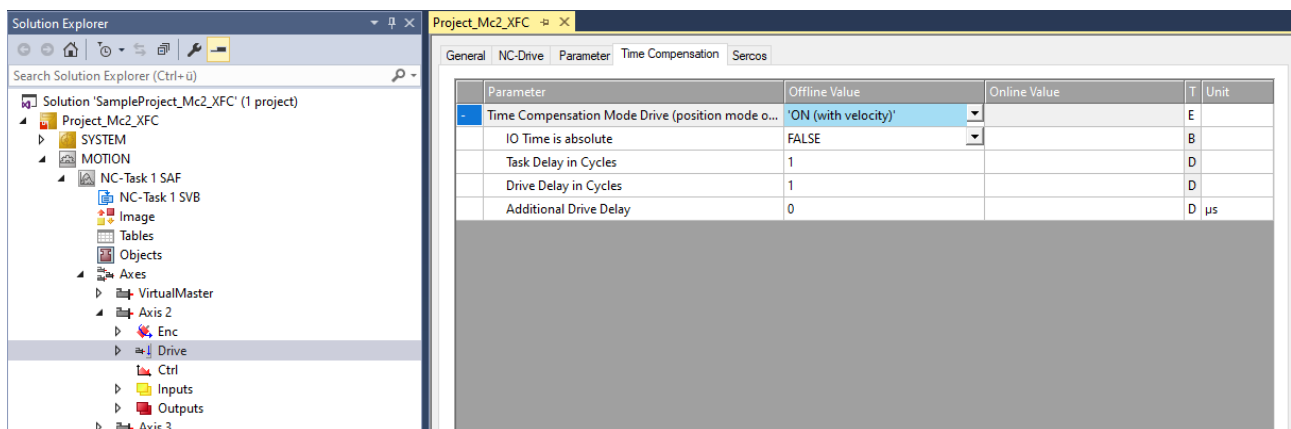 Solution Explorer
Search Solution Explorer (Ctrl+ü)
Solution 'SampleProject_Mc2_XFC' (1 project)
Project_Mc2_XFC
SYSTEM
MOTION
NC-Task 1 SAF
NC-Task 1 SVB
Image
Tables
Objects
Axes
VirtualMaster
Axis 2
Enc
Drive
Ctrl
Inputs
Outputs
Axis 3
Project_Mc2_XFC
General NC-Drive Parameter Time Compensation Sercos
Parameter Offline Value Online Value T Unit
- Time Compensation Mode Drive (position mode o... 'ON (with velocity)' E
IO Time is absolute FALSE B
Task Delay in Cycles 1 D
Drive Delay in Cycles 1 D
Additional Drive Delay 0 D µs